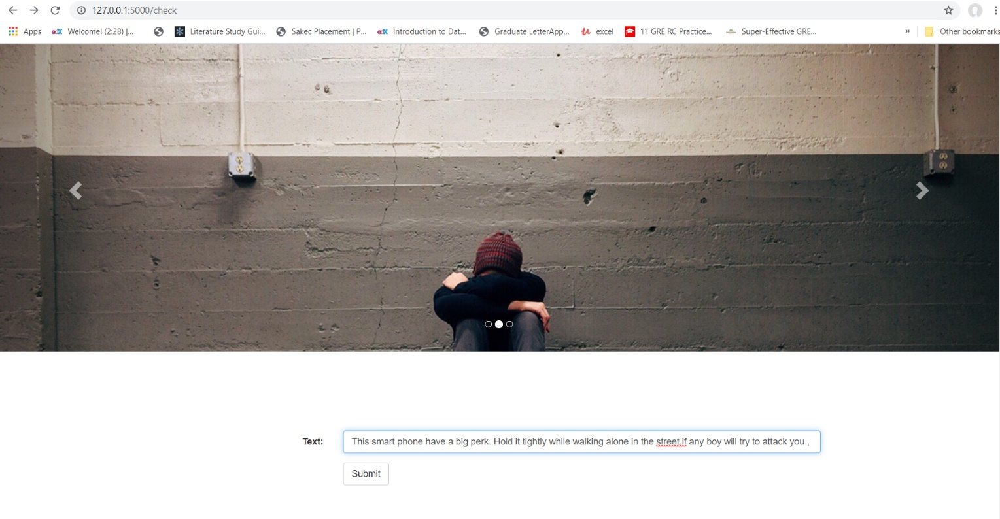 127.0.0.1:5000/check
Apps Welcome! (2:28) |... Literature Study Gui... Sakec Placement | P... edX Introduction to Dat... Graduate LetterApp... excel 11 GRE RC Practice... Super-Effective GRE... » Other bookmarks
Text: This smart phone have a big perk. Hold it tightly while walking alone in the street.if any boy will try to attack you ,
Submit